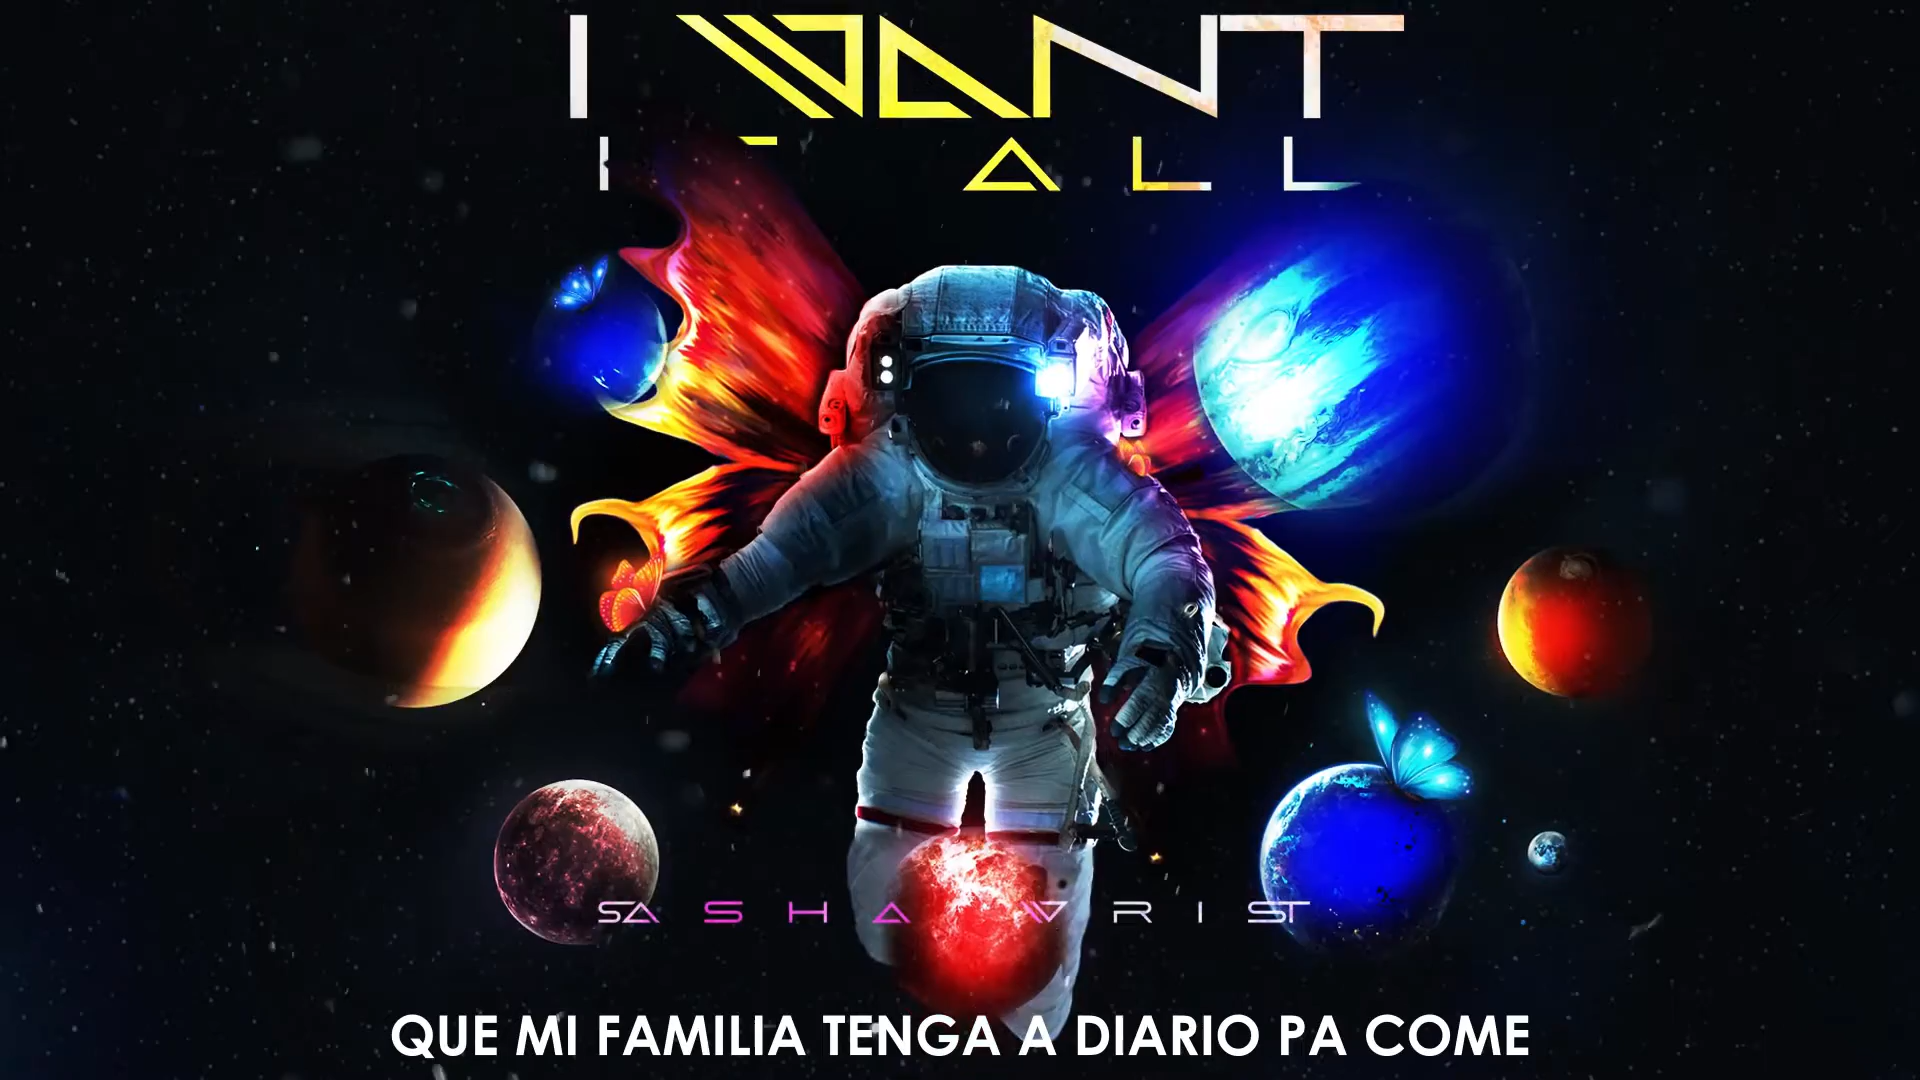 I WANT
I ALL
SASHA WRIST
QUE MI FAMILIA TENGA A DIARIO PA COME